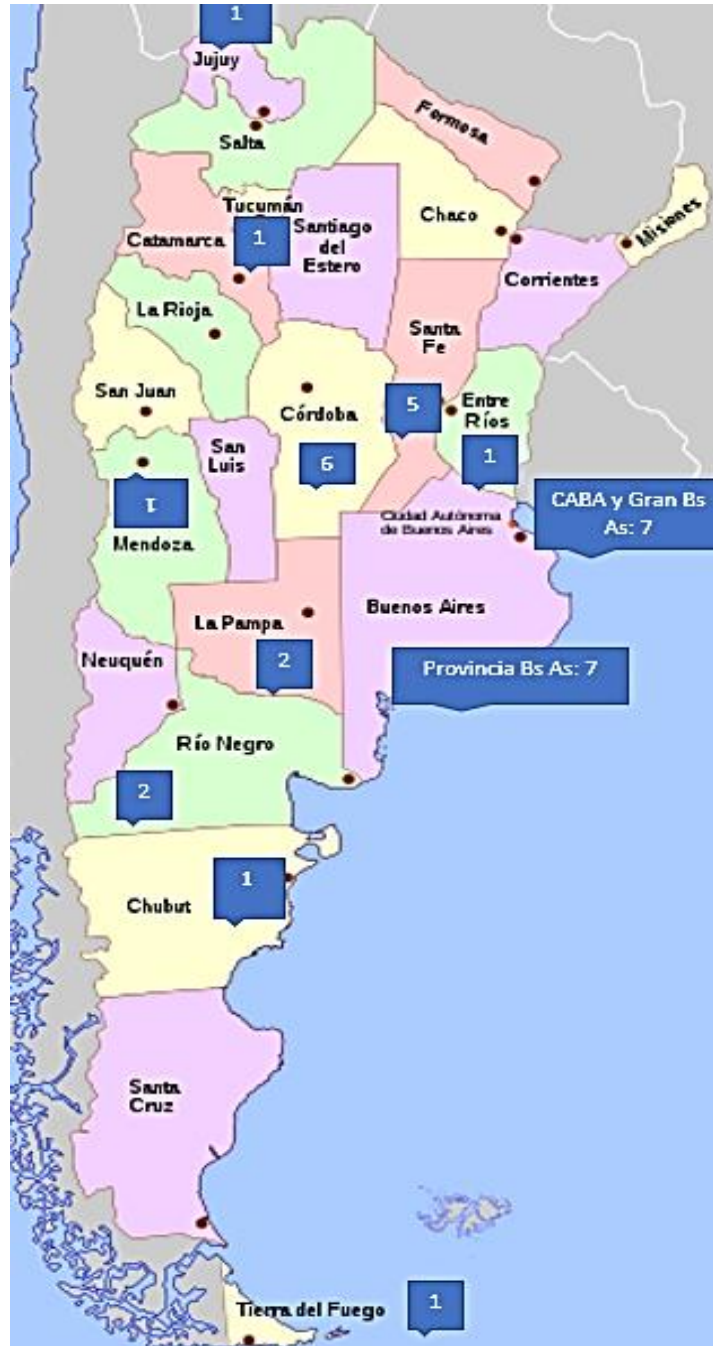 1
Jujuy
Formosa
Salta
Tucumán
Chaco
Misiones
Catamarca
1
Santiago
del
Estero
Corrientes
La Rioja
Santa
Fe
San Juan
Córdoba
5
Entre
Ríos
San
Luis
6
1
1
CABA y Gran Bs
As: 7
Ciudad Autónoma
de Buenos Aires
Mendoza
Buenos Aires
La Pampa
Neuquén
2
Provincia Bs As: 7
Río Negro
2
1
Chubut
Santa
Cruz
Tierra del Fuego
1